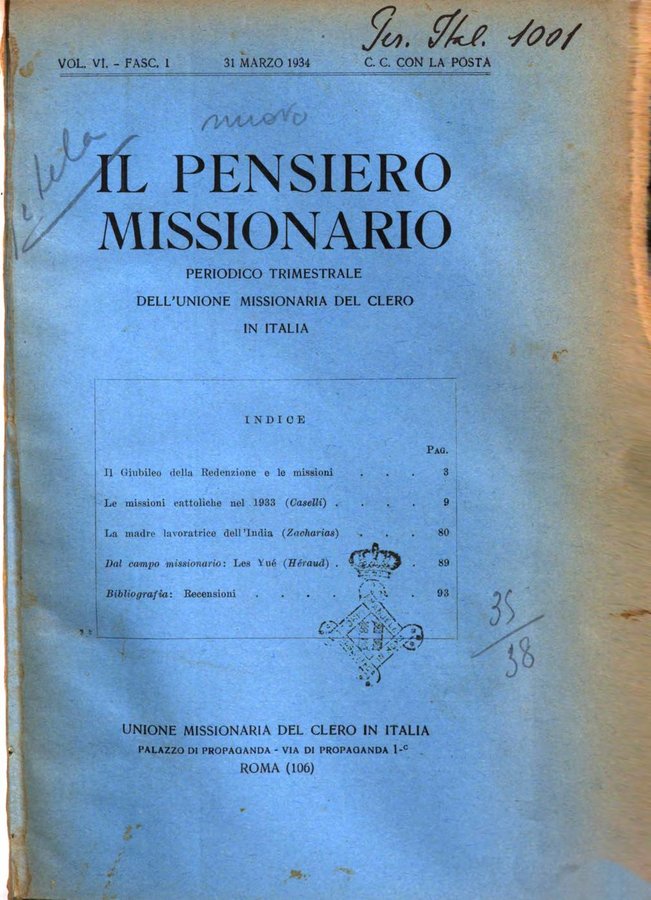 Per. Ital. 1001
VOL. VI. - FASC. 1 31 MARZO 1934 C. C. CON LA POSTA
nuovo
tela
IL PENSIERO
MISSIONARIO
PERIODICO TRIMESTRALE
DELL'UNIONE MISSIONARIA DEL CLERO
IN ITALIA
INDICE
PAG.
Il Giubileo della Redenzione e le missioni . . . 3
Le missioni cattoliche nel 1933 (Caselli) . . . . 9
La madre lavoratrice dell'India (Zacharias) . . . 80
Dal campo missionario: Les Yué (Héraud) . . . 89
Bibliografia: Recensioni . . . . . . 93
35
38
UNIONE MISSIONARIA DEL CLERO IN ITALIA
PALAZZO DI PROPAGANDA - VIA DI PROPAGANDA 1-c
ROMA (106)